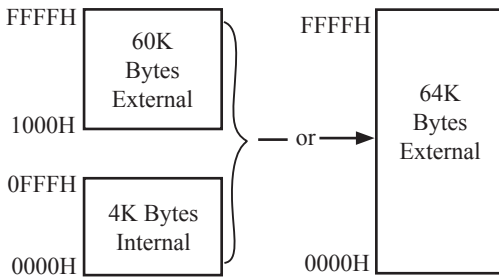 FFFFH
60K
Bytes
External
1000H
0FFFH
4K Bytes
Internal
0000H
or
FFFFH
64K
Bytes
External
0000H